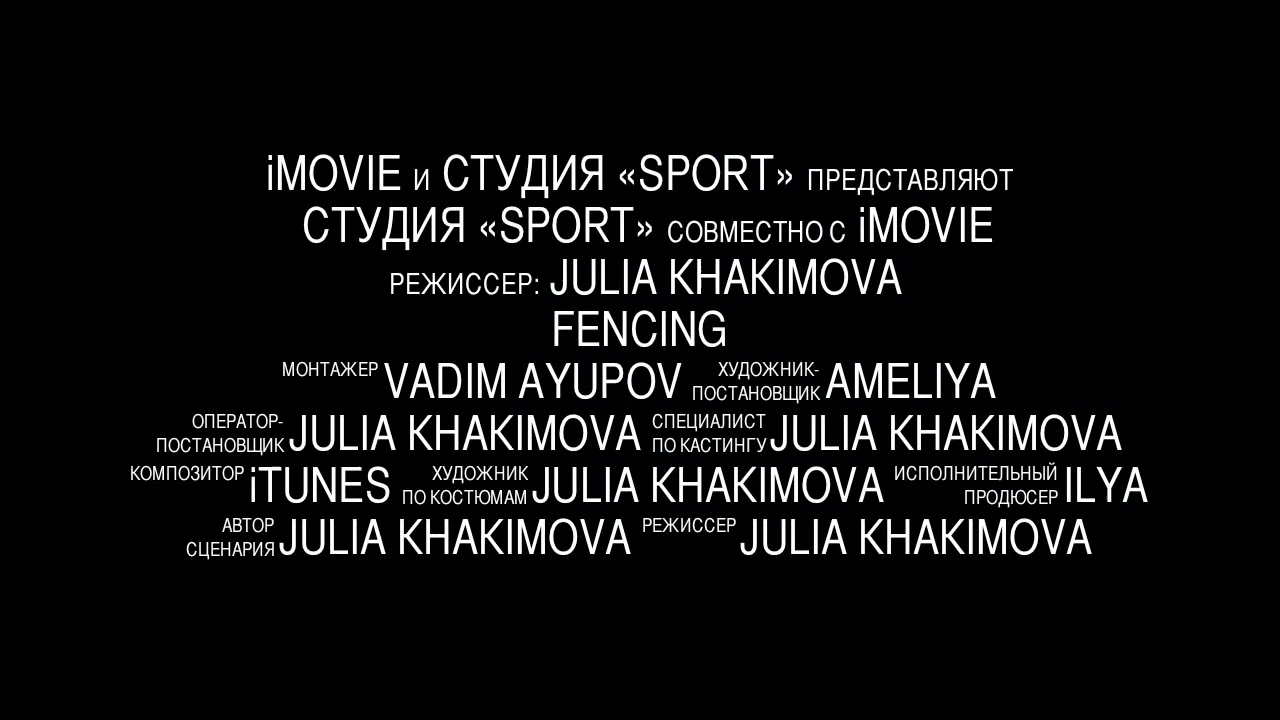 iMOVIE И СТУДИЯ «SPORT» ПРЕДСТАВЛЯЮТ
СТУДИЯ «SPORT» СОВМЕСТНО С iMOVIE
РЕЖИССЕР: JULIA KHAKIMOVA
FENCING
МОНТАЖЕР VADIM AYUPOV ХУДОЖНИК-ПОСТАНОВЩИК AMELIYA
ОПЕРАТОР-ПОСТАНОВЩИК JULIA KHAKIMOVA СПЕЦИАЛИСТ ПО КАСТИНГУ JULIA KHAKIMOVA
КОМПОЗИТОР iTUNES ХУДОЖНИК ПО КОСТЮМАМ JULIA KHAKIMOVA ИСПОЛНИТЕЛЬНЫЙ ПРОДЮСЕР ILYA
АВТОР СЦЕНАРИЯ JULIA KHAKIMOVA РЕЖИССЕР JULIA KHAKIMOVA